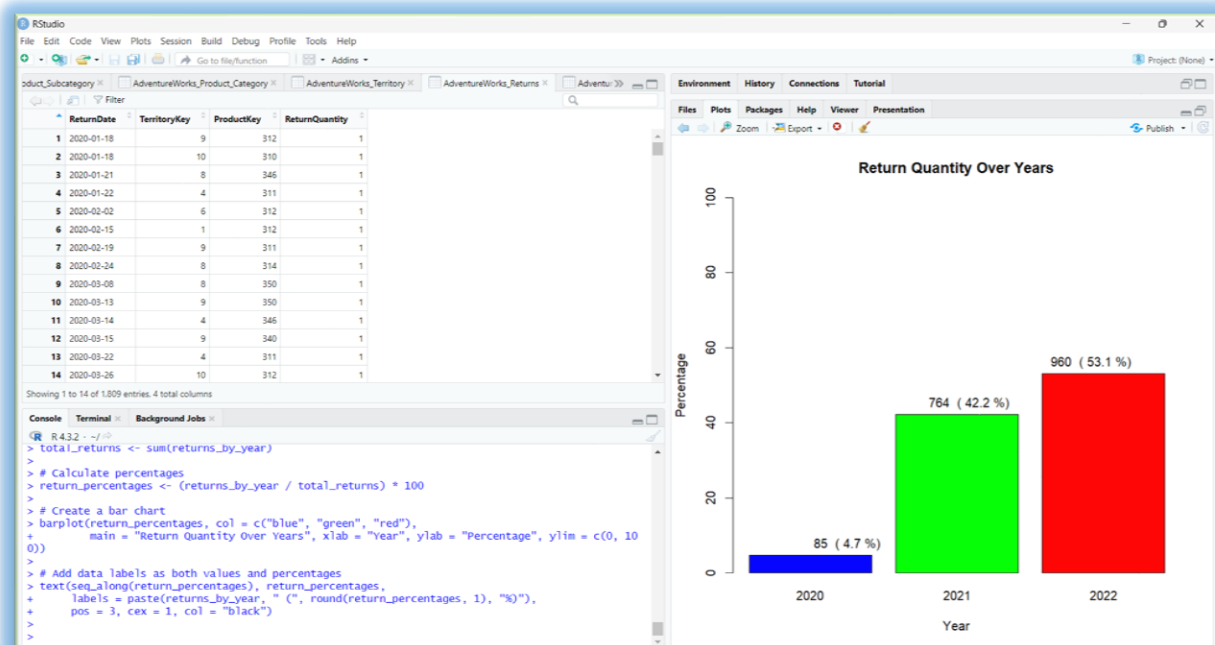 RStudio
File Edit Code View Plots Session Build Debug Profile Tools Help
Go to file/function Addins Project: (None)
oduct_Subcategory AdventureWorks_Product_Category AdventureWorks_Territory AdventureWorks_Returns Adventur
Filter
ReturnDate TerritoryKey ProductKey ReturnQuantity
1 2020-01-18 9 312 1
2 2020-01-18 10 310 1
3 2020-01-21 8 346 1
4 2020-01-22 4 311 1
5 2020-02-02 6 312 1
6 2020-02-15 1 312 1
7 2020-02-19 9 311 1
8 2020-02-24 8 314 1
9 2020-03-08 8 350 1
10 2020-03-13 9 350 1
11 2020-03-14 4 346 1
12 2020-03-15 9 340 1
13 2020-03-22 4 311 1
14 2020-03-26 10 312 1
Showing 1 to 14 of 1,809 entries, 4 total columns
Console Terminal Background Jobs
R 4.3.2 · ~/
> total_returns <- sum(returns_by_year)
>
> # Calculate percentages
> return_percentages <- (returns_by_year / total_returns) * 100
>
> # Create a bar chart
> barplot(return_percentages, col = c("blue", "green", "red"),
+ main = "Return Quantity Over Years", xlab = "Year", ylab = "Percentage", ylim = c(0, 10
0))
>
> # Add data labels as both values and percentages
> text(seq_along(return_percentages), return_percentages,
+ labels = paste(returns_by_year, " (", round(return_percentages, 1), "%)"),
+ pos = 3, cex = 1, col = "black")
>
>
Environment History Connections Tutorial
Files Plots Packages Help Viewer Presentation
Zoom Export Publish
Return Quantity Over Years
Percentage
100
80
60
40
20
0
85 ( 4.7 %)
764 ( 42.2 %)
960 ( 53.1 %)
2020 2021 2022
Year